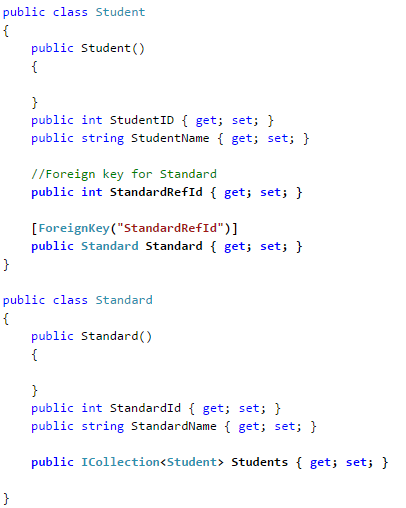 public class Student
{
public Student()
{
}
public int StudentID { get; set; }
public string StudentName { get; set; }
//Foreign key for Standard
public int StandardRefId { get; set; }
[ForeignKey("StandardRefId")]
public Standard Standard { get; set; }
}
public class Standard
{
public Standard()
{
}
public int StandardId { get; set; }
public string StandardName { get; set; }
public ICollection<Student> Students { get; set; }
}